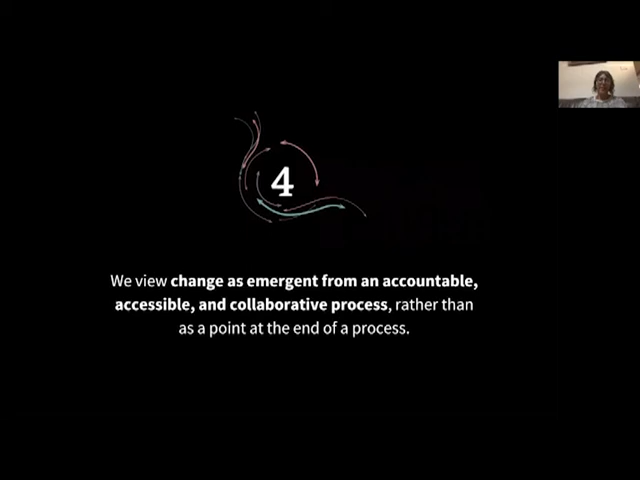 4
We view change as emergent from an accountable,
accessible, and collaborative process, rather than
as a point at the end of a process.